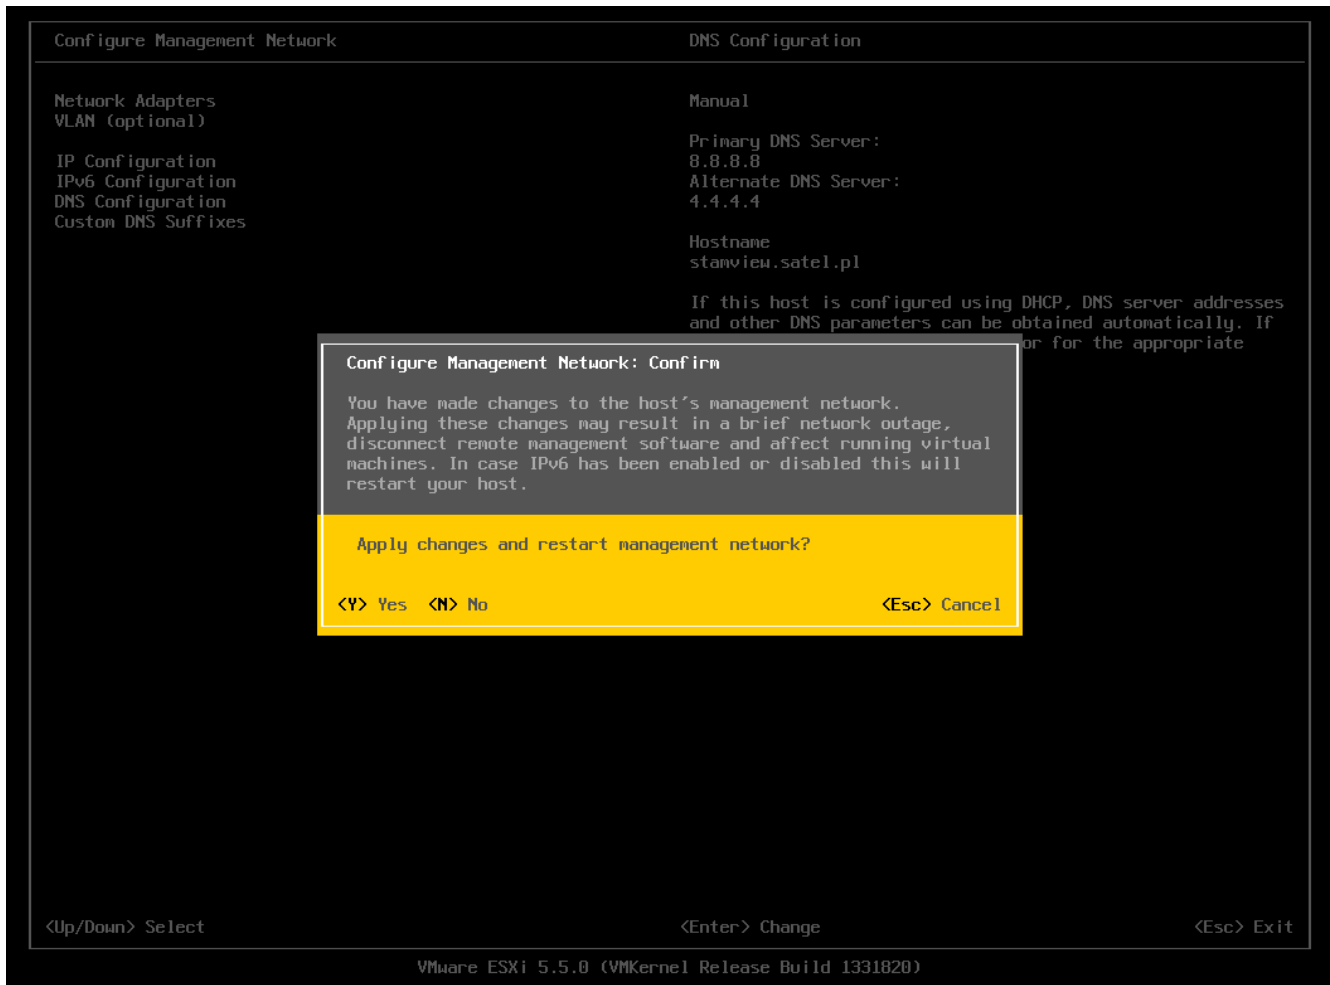 Configure Management Network
DNS Configuration
Network Adapters
VLAN (optional)
IP Configuration
IPv6 Configuration
DNS Configuration
Custom DNS Suffixes
Manual
Primary DNS Server:
8.8.8.8
Alternate DNS Server:
4.4.4.4
Hostname
stamview.satel.pl
If this host is configured using DHCP, DNS server addresses
and other DNS parameters can be obtained automatically. If
or for the appropriate
Configure Management Network: Confirm
You have made changes to the host's management network.
Applying these changes may result in a brief network outage,
disconnect remote management software and affect running virtual
machines. In case IPv6 has been enabled or disabled this will
restart your host.
Apply changes and restart management network?
<Y> Yes <N> No
<Esc> Cancel
<Up/Down> Select
<Enter> Change
<Esc> Exit
VMware ESXi 5.5.0 (VMKernel Release Build 1331820)